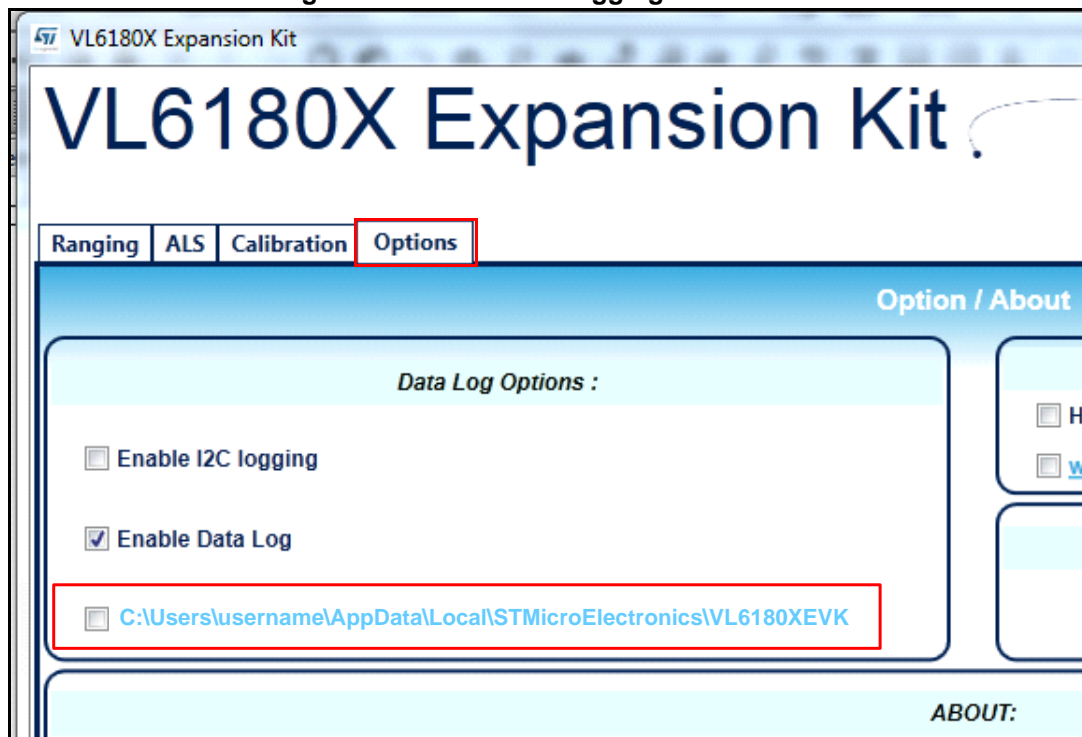 VL6180X Expansion Kit
VL6180X Expansion Kit
Ranging ALS Calibration Options
Option / About
Data Log Options :
Enable I2C logging
Enable Data Log
C:\Users\username\AppData\Local\STMicroElectronics\VL6180XEVK
ABOUT: